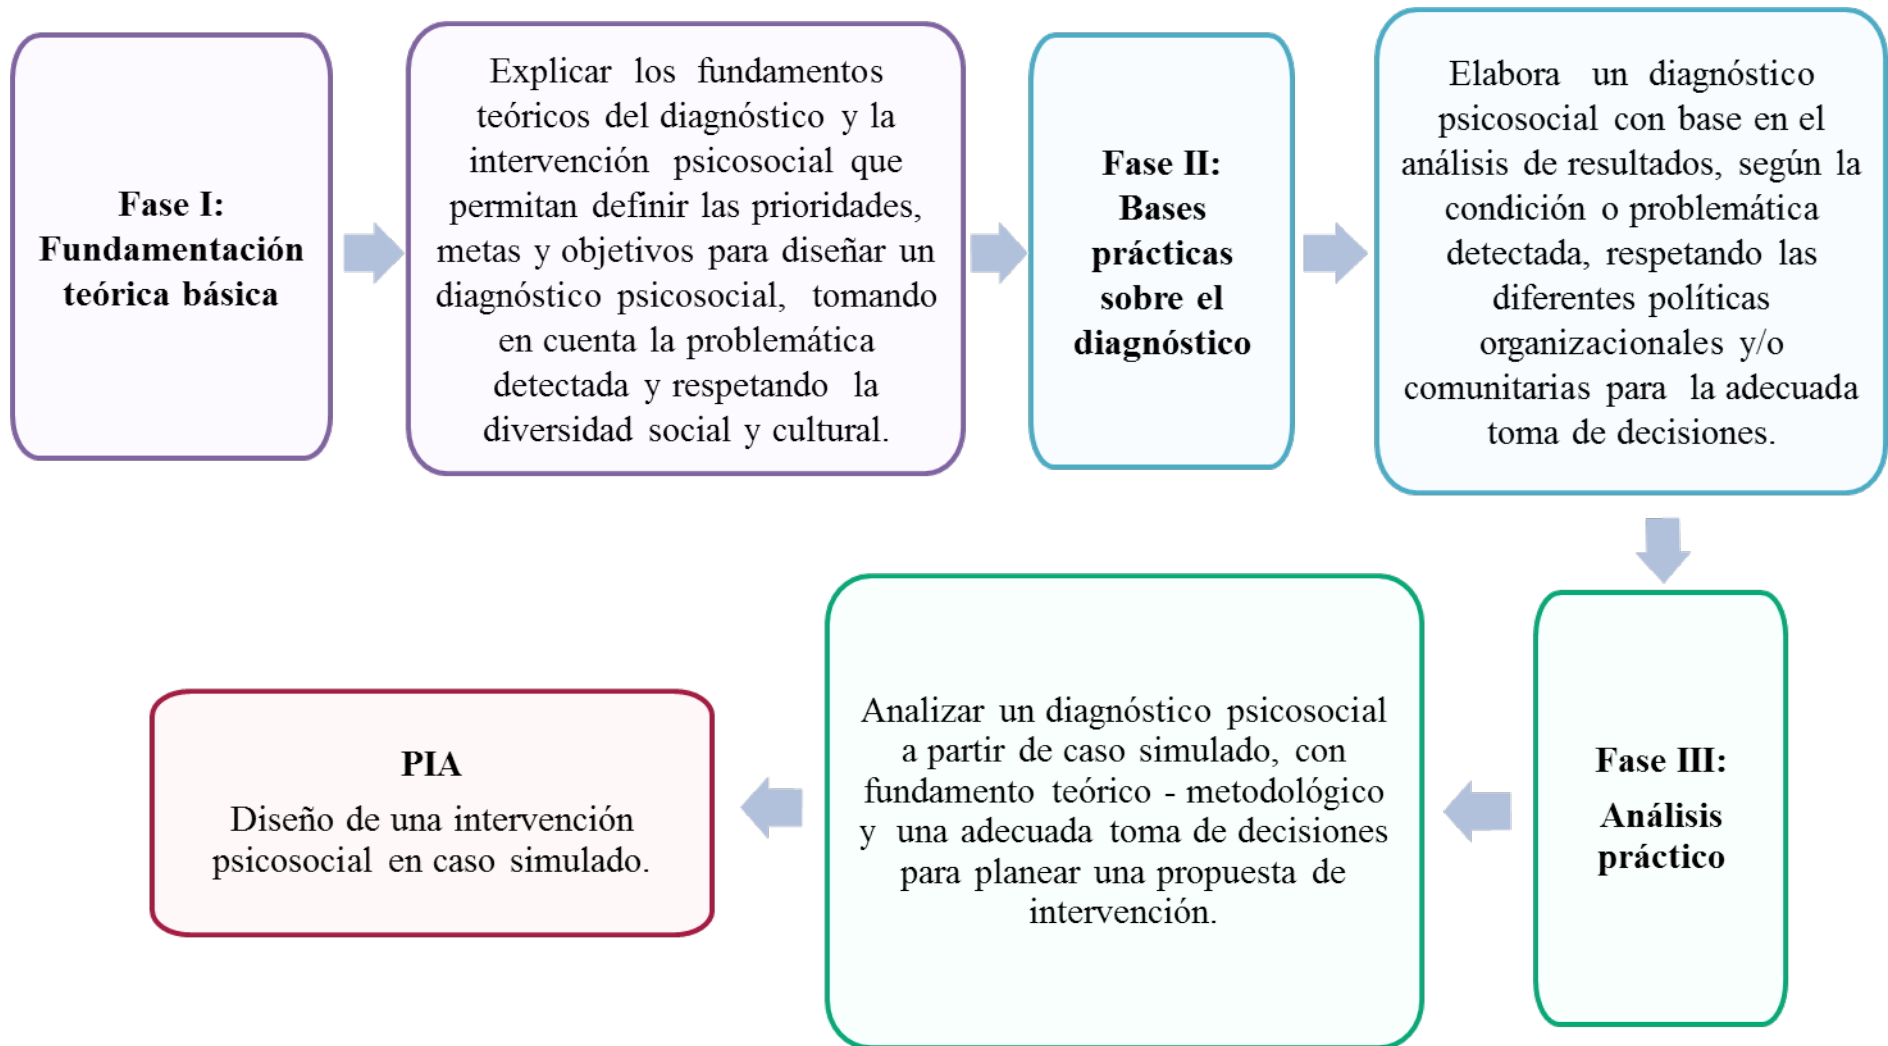 Fase I:
Fundamentación
teórica básica
Explicar los fundamentos
teóricos del diagnóstico y la
intervención psicosocial que
permitan definir las prioridades,
metas y objetivos para diseñar un
diagnóstico psicosocial, tomando
en cuenta la problemática
detectada y respetando la
diversidad social y cultural.
Fase II:
Bases
prácticas
sobre el
diagnóstico
Elabora un diagnóstico
psicosocial con base en el
análisis de resultados, según la
condición o problemática
detectada, respetando las
diferentes políticas
organizacionales y/o
comunitarias para la adecuada
toma de decisiones.
Fase III:
Análisis
práctico
Analizar un diagnóstico psicosocial
a partir de caso simulado, con
fundamento teórico - metodológico
y una adecuada toma de decisiones
para planear una propuesta de
intervención.
PIA
Diseño de una intervención
psicosocial en caso simulado.